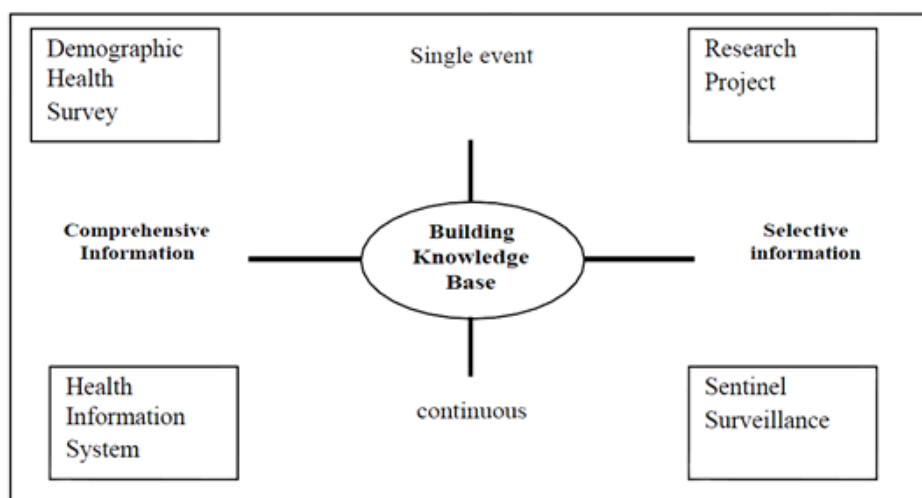 Demographic
Health
Survey
Single event
Research
Project
Comprehensive
Information
Building
Knowledge
Base
Selective
information
Health
Information
System
continuous
Sentinel
Surveillance